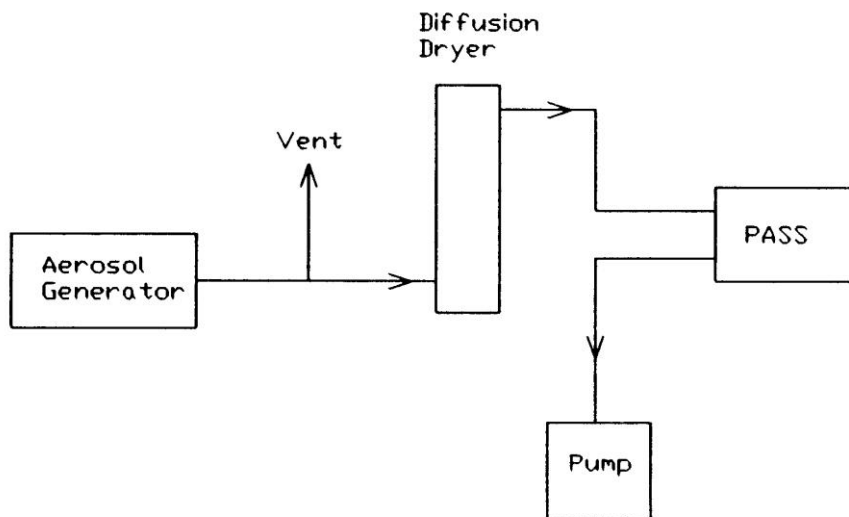 Diffusion
Dryer
Vent
Aerosol
Generator
PASS
Pump